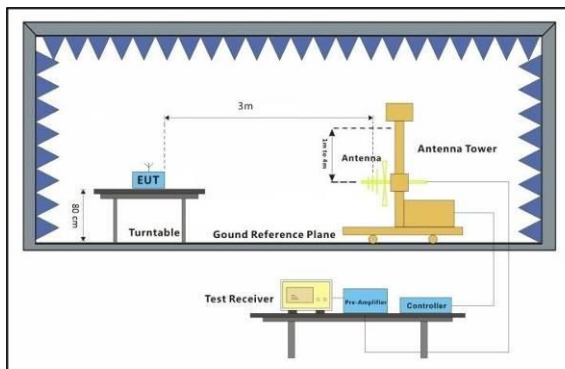 3m
1m to 4m
Antenna
Antenna Tower
EUT
80 cm
Turntable
Gound Reference Plane
Test Receiver
Pre-Amplifier
Controller